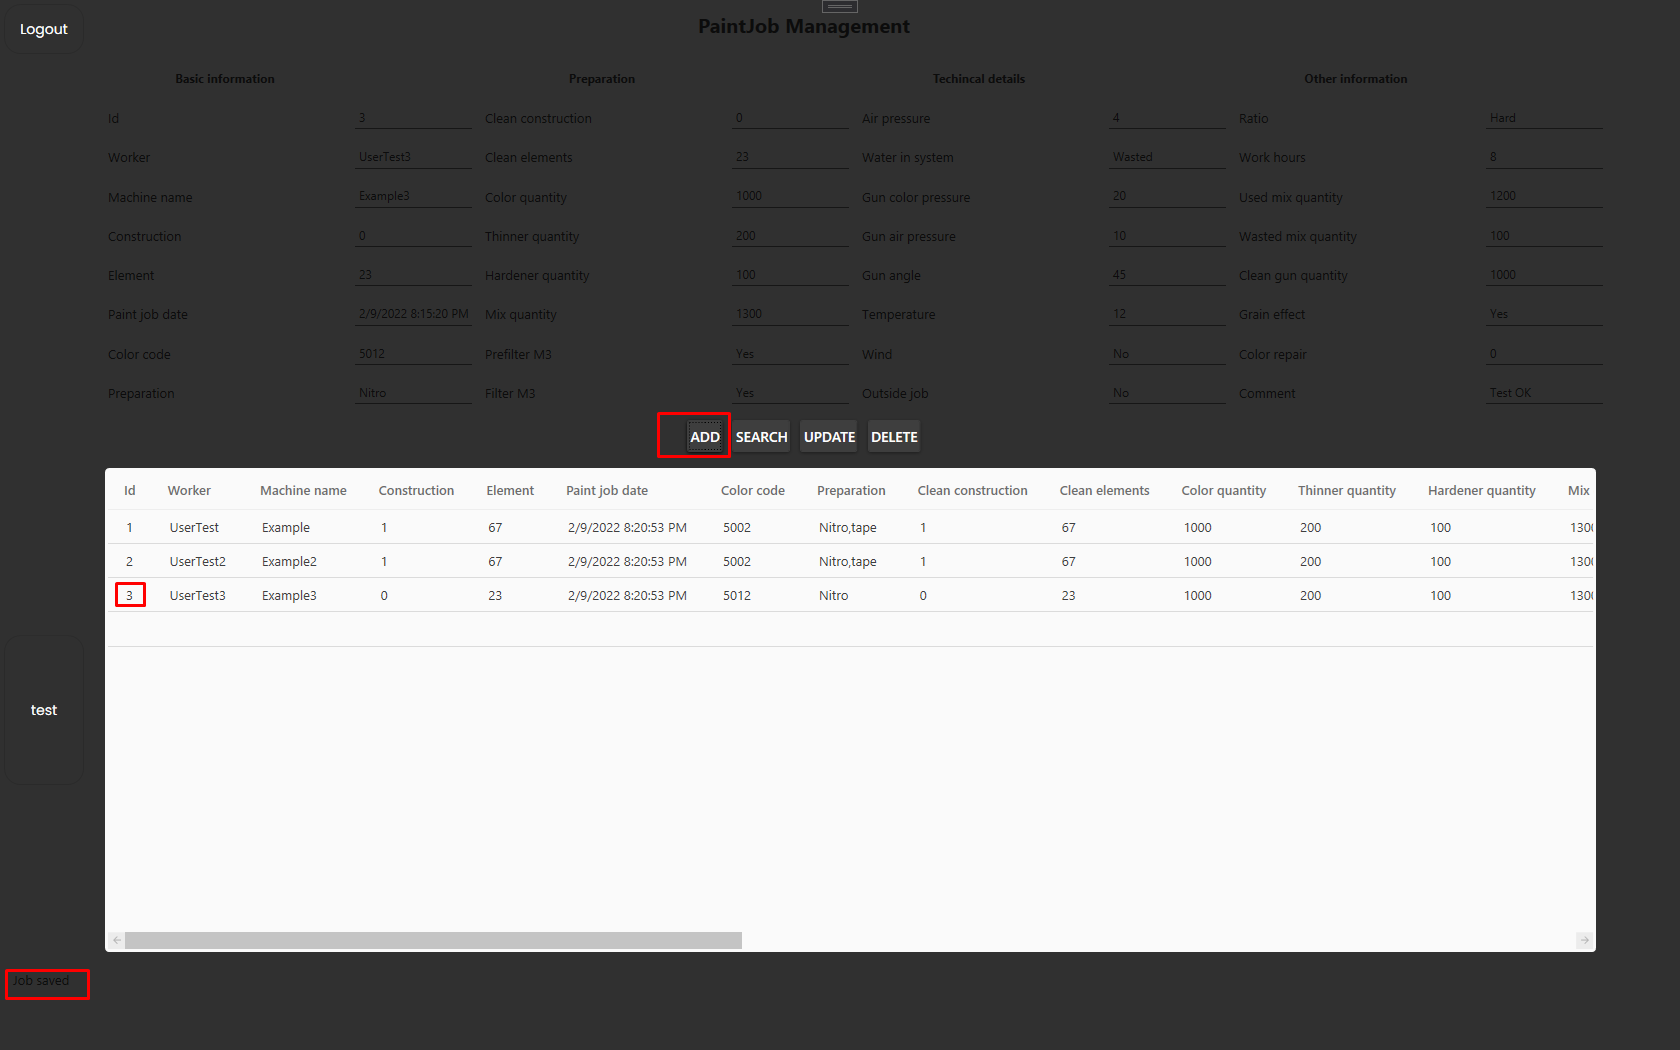 Logout
PaintJob Management
Basic information Preparation Techincal details Other information
Id 3 Clean construction 0 Air pressure 4 Ratio Hard
Worker UserTest3 Clean elements 23 Water in system Wasted Work hours 8
Machine name Example3 Color quantity 1000 Gun color pressure 20 Used mix quantity 1200
Construction 0 Thinner quantity 200 Gun air pressure 10 Wasted mix quantity 100
Element 23 Hardener quantity 100 Gun angle 45 Clean gun quantity 1000
Paint job date 2/9/2022 8:15:20 PM Mix quantity 1300 Temperature 12 Grain effect Yes
Color code 5012 Prefilter M3 Yes Wind No Color repair 0
Preparation Nitro Filter M3 Yes Outside job No Comment Test OK
ADD SEARCH UPDATE DELETE
Id Worker Machine name Construction Element Paint job date Color code Preparation Clean construction Clean elements Color quantity Thinner quantity Hardener quantity Mix
1 UserTest Example 1 67 2/9/2022 8:20:53 PM 5002 Nitro,tape 1 67 1000 200 100 1300
2 UserTest2 Example2 1 67 2/9/2022 8:20:53 PM 5002 Nitro,tape 1 67 1000 200 100 1300
3 UserTest3 Example3 0 23 2/9/2022 8:20:53 PM 5012 Nitro 0 23 1000 200 100 1300
test
Job saved